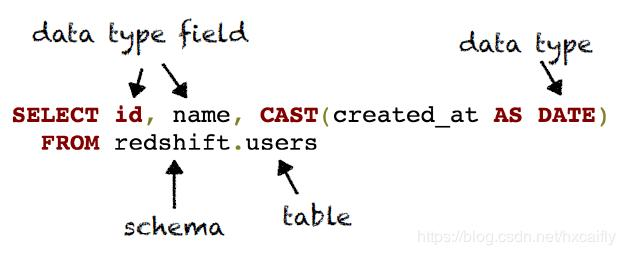 data type field
data type
SELECT id, name, CAST(created_at AS DATE)
FROM redshift.users
schema
table
https://blog.csdn.net/hxcaifly